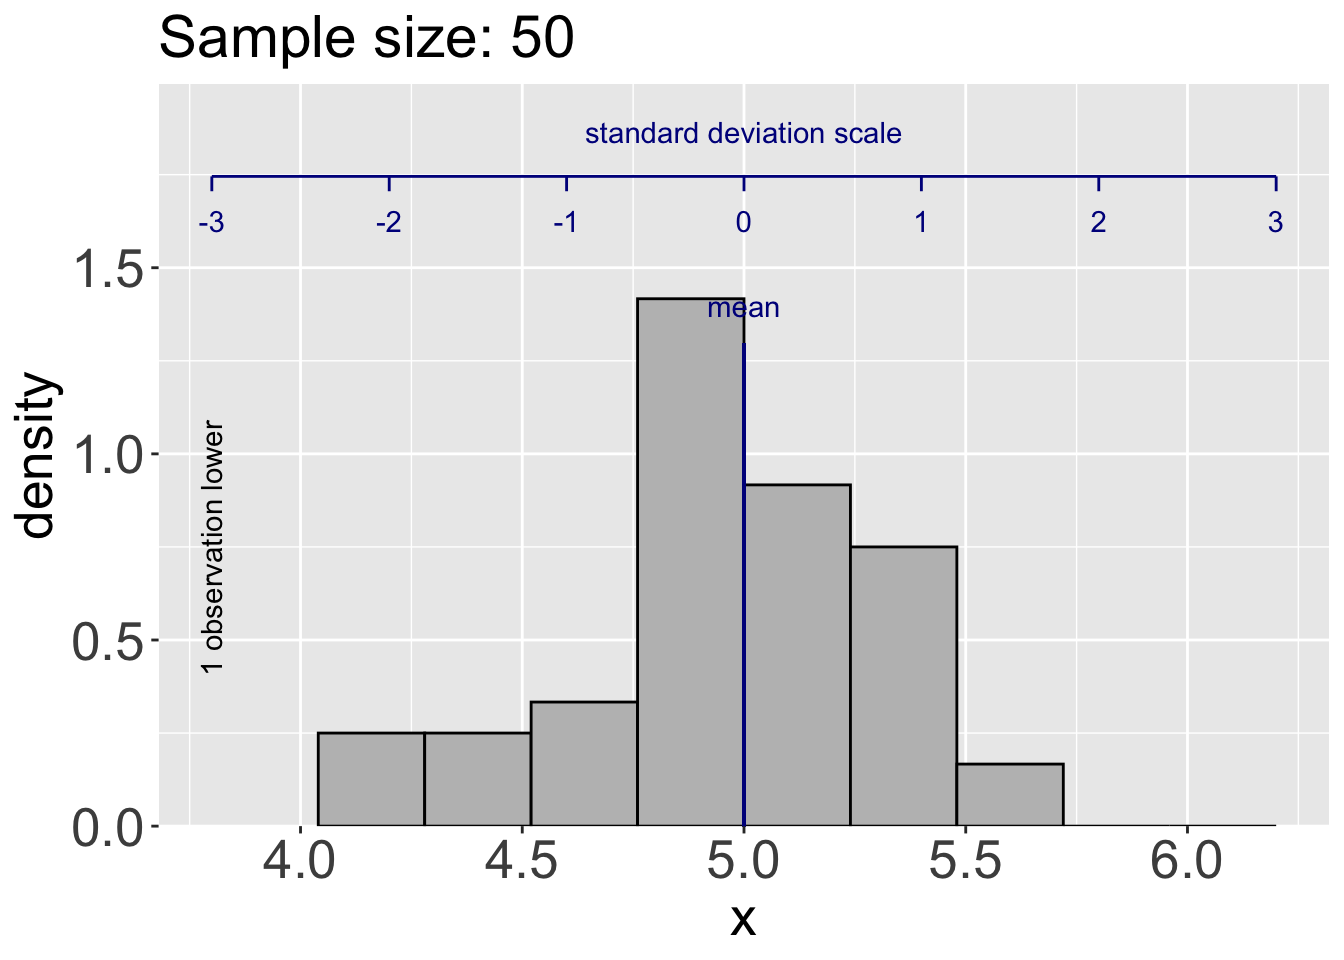 Sample size: 50
standard deviation scale
-3 -2 -1 0 1 2 3
mean
1 observation lower
density
1.5
1.0
0.5
0.0
4.0 4.5 5.0 5.5 6.0
x